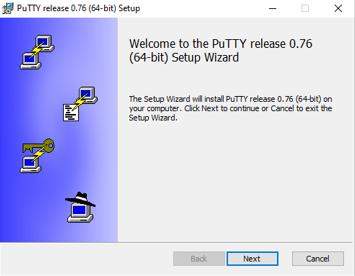 PuTTY release 0.76 (64-bit) Setup
Welcome to the PuTTY release 0.76
(64-bit) Setup Wizard
The Setup Wizard will install PuTTY release 0.76 (64-bit) on
your computer. Click Next to continue or Cancel to exit the
Setup Wizard.
Back Next Cancel